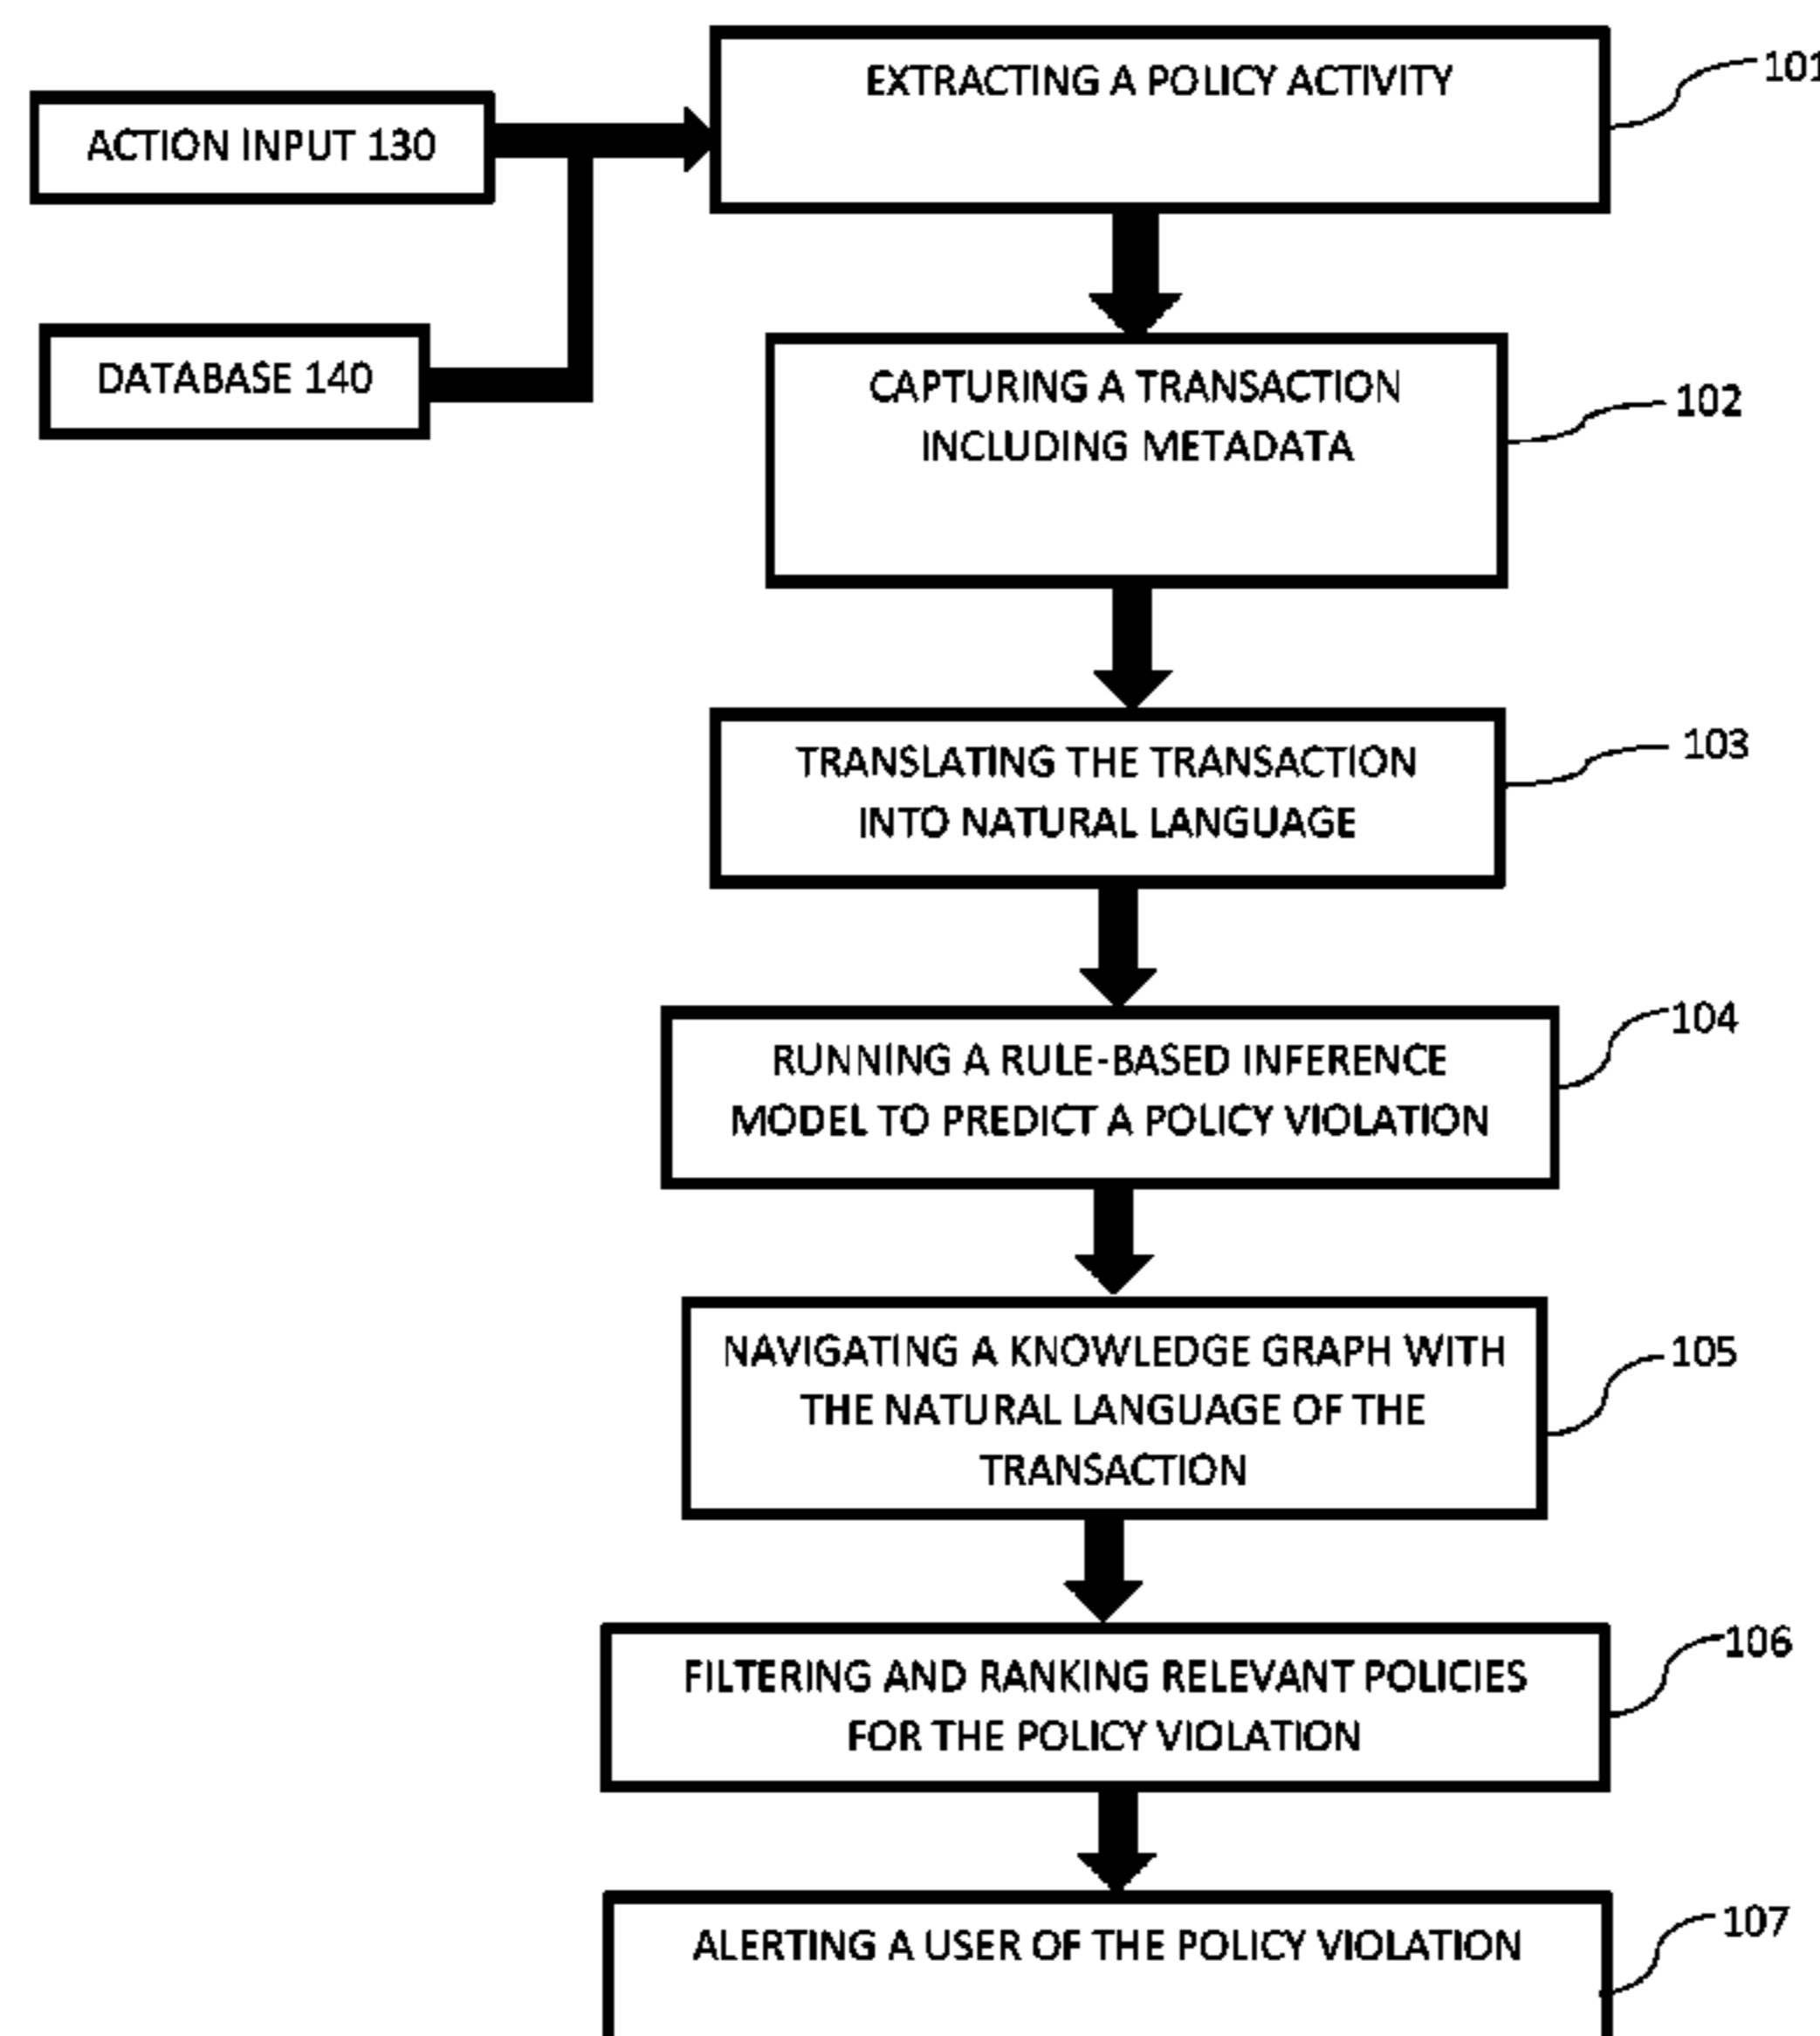 EXTRACTING A POLICY ACTIVITY
101
ACTION INPUT 130
DATABASE 140
CAPTURING A TRANSACTION
INCLUDING METADATA
102
TRANSLATING THE TRANSACTION
INTO NATURAL LANGUAGE
103
RUNNING A RULE-BASED INFERENCE
MODEL TO PREDICT A POLICY VIOLATION
104
NAVIGATING A KNOWLEDGE GRAPH WITH
THE NATURAL LANGUAGE OF THE
TRANSACTION
105
FILTERING AND RANKING RELEVANT POLICIES
FOR THE POLICY VIOLATION
106
ALERTING A USER OF THE POLICY VIOLATION
107